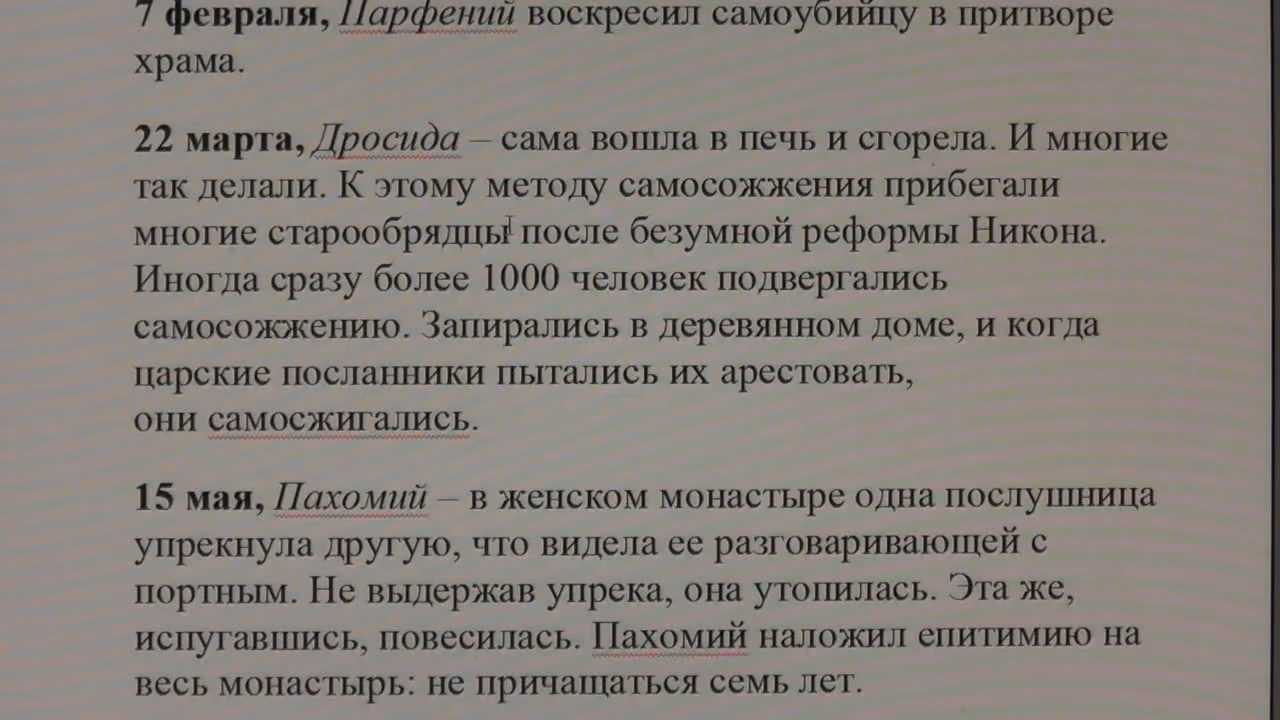 7 февраля, Парфений воскресил самоубийцу в притворе
храма.
22 марта, Дросида – сама вошла в печь и сгорела. И многие
так делали. К этому методу самосожжения прибегали
многие старообрядцы после безумной реформы Никона.
Иногда сразу более 1000 человек подвергались
самосожжению. Запирались в деревянном доме, и когда
царские посланники пытались их арестовать,
они самосжигались.
15 мая, Пахомий – в женском монастыре одна послушница
упрекнула другую, что видела ее разговаривающей с
портным. Не выдержав упрека, она утопилась. Эта же,
испугавшись, повесилась. Пахомий наложил епитимию на
весь монастырь: не причащаться семь лет.